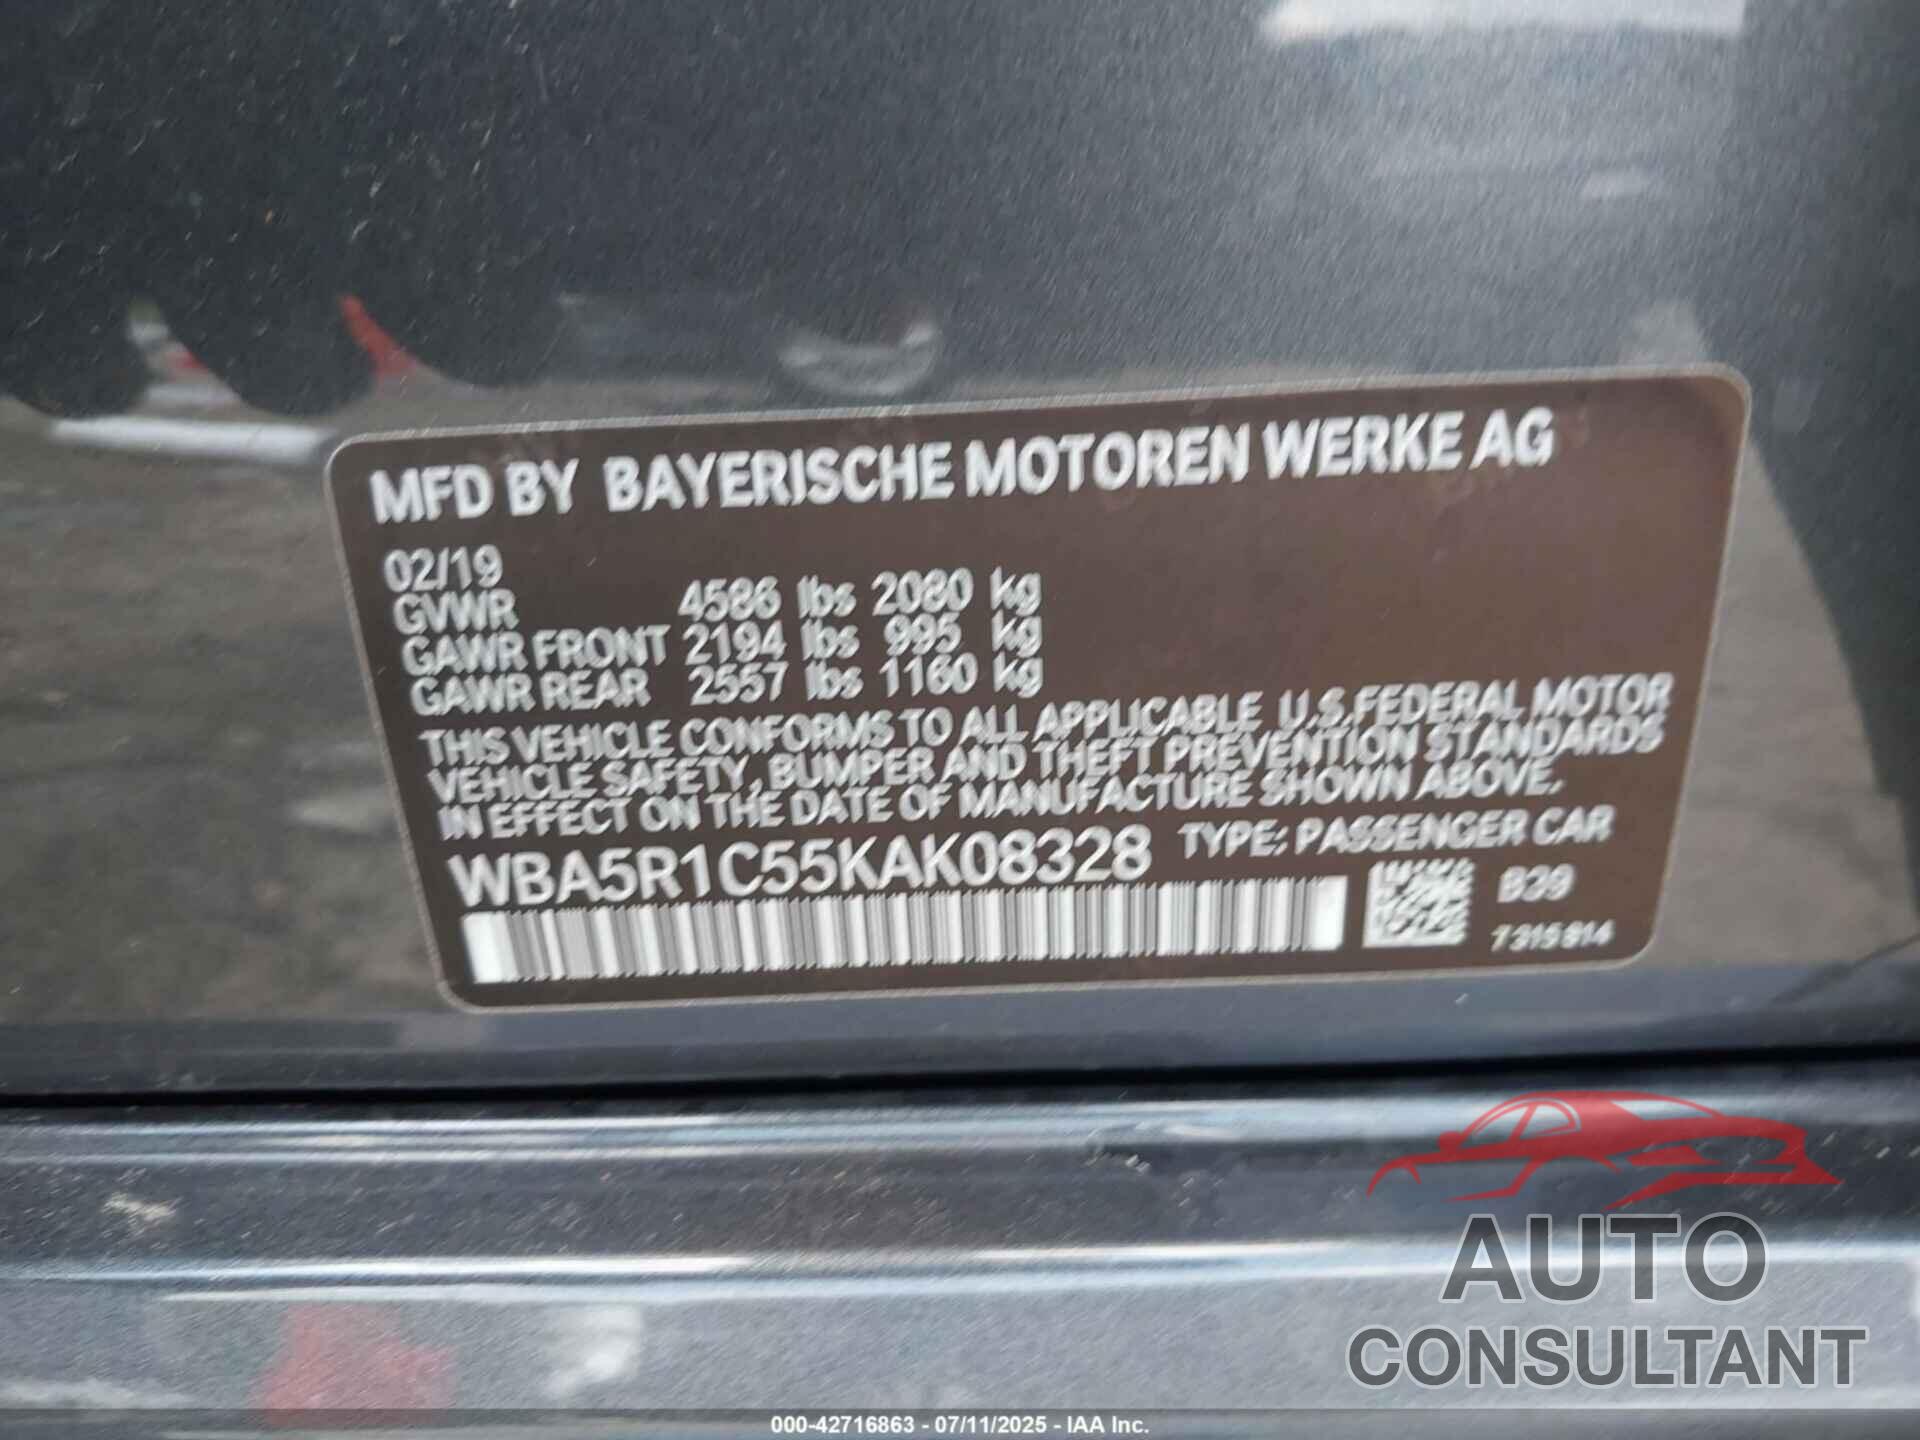 MFD BY BAYERISCHE MOTOREN WERKE AG
02/19
GVWR 4586 lbs 2080 kg
GAWR FRONT 2194 lbs 995 kg
GAWR REAR 2557 lbs 1160 kg
THIS VEHICLE CONFORMS TO ALL APPLICABLE U.S.FEDERAL MOTOR
VEHICLE SAFETY, BUMPER AND THEFT PREVENTION STANDARDS
IN EFFECT ON THE DATE OF MANUFACTURE SHOWN ABOVE.
WBA5R1C55KAK08328 TYPE: PASSENGER CAR
B39
7315814
AUTO
CONSULTANT
000-42716863 - 07/11/2025 - IAA Inc.